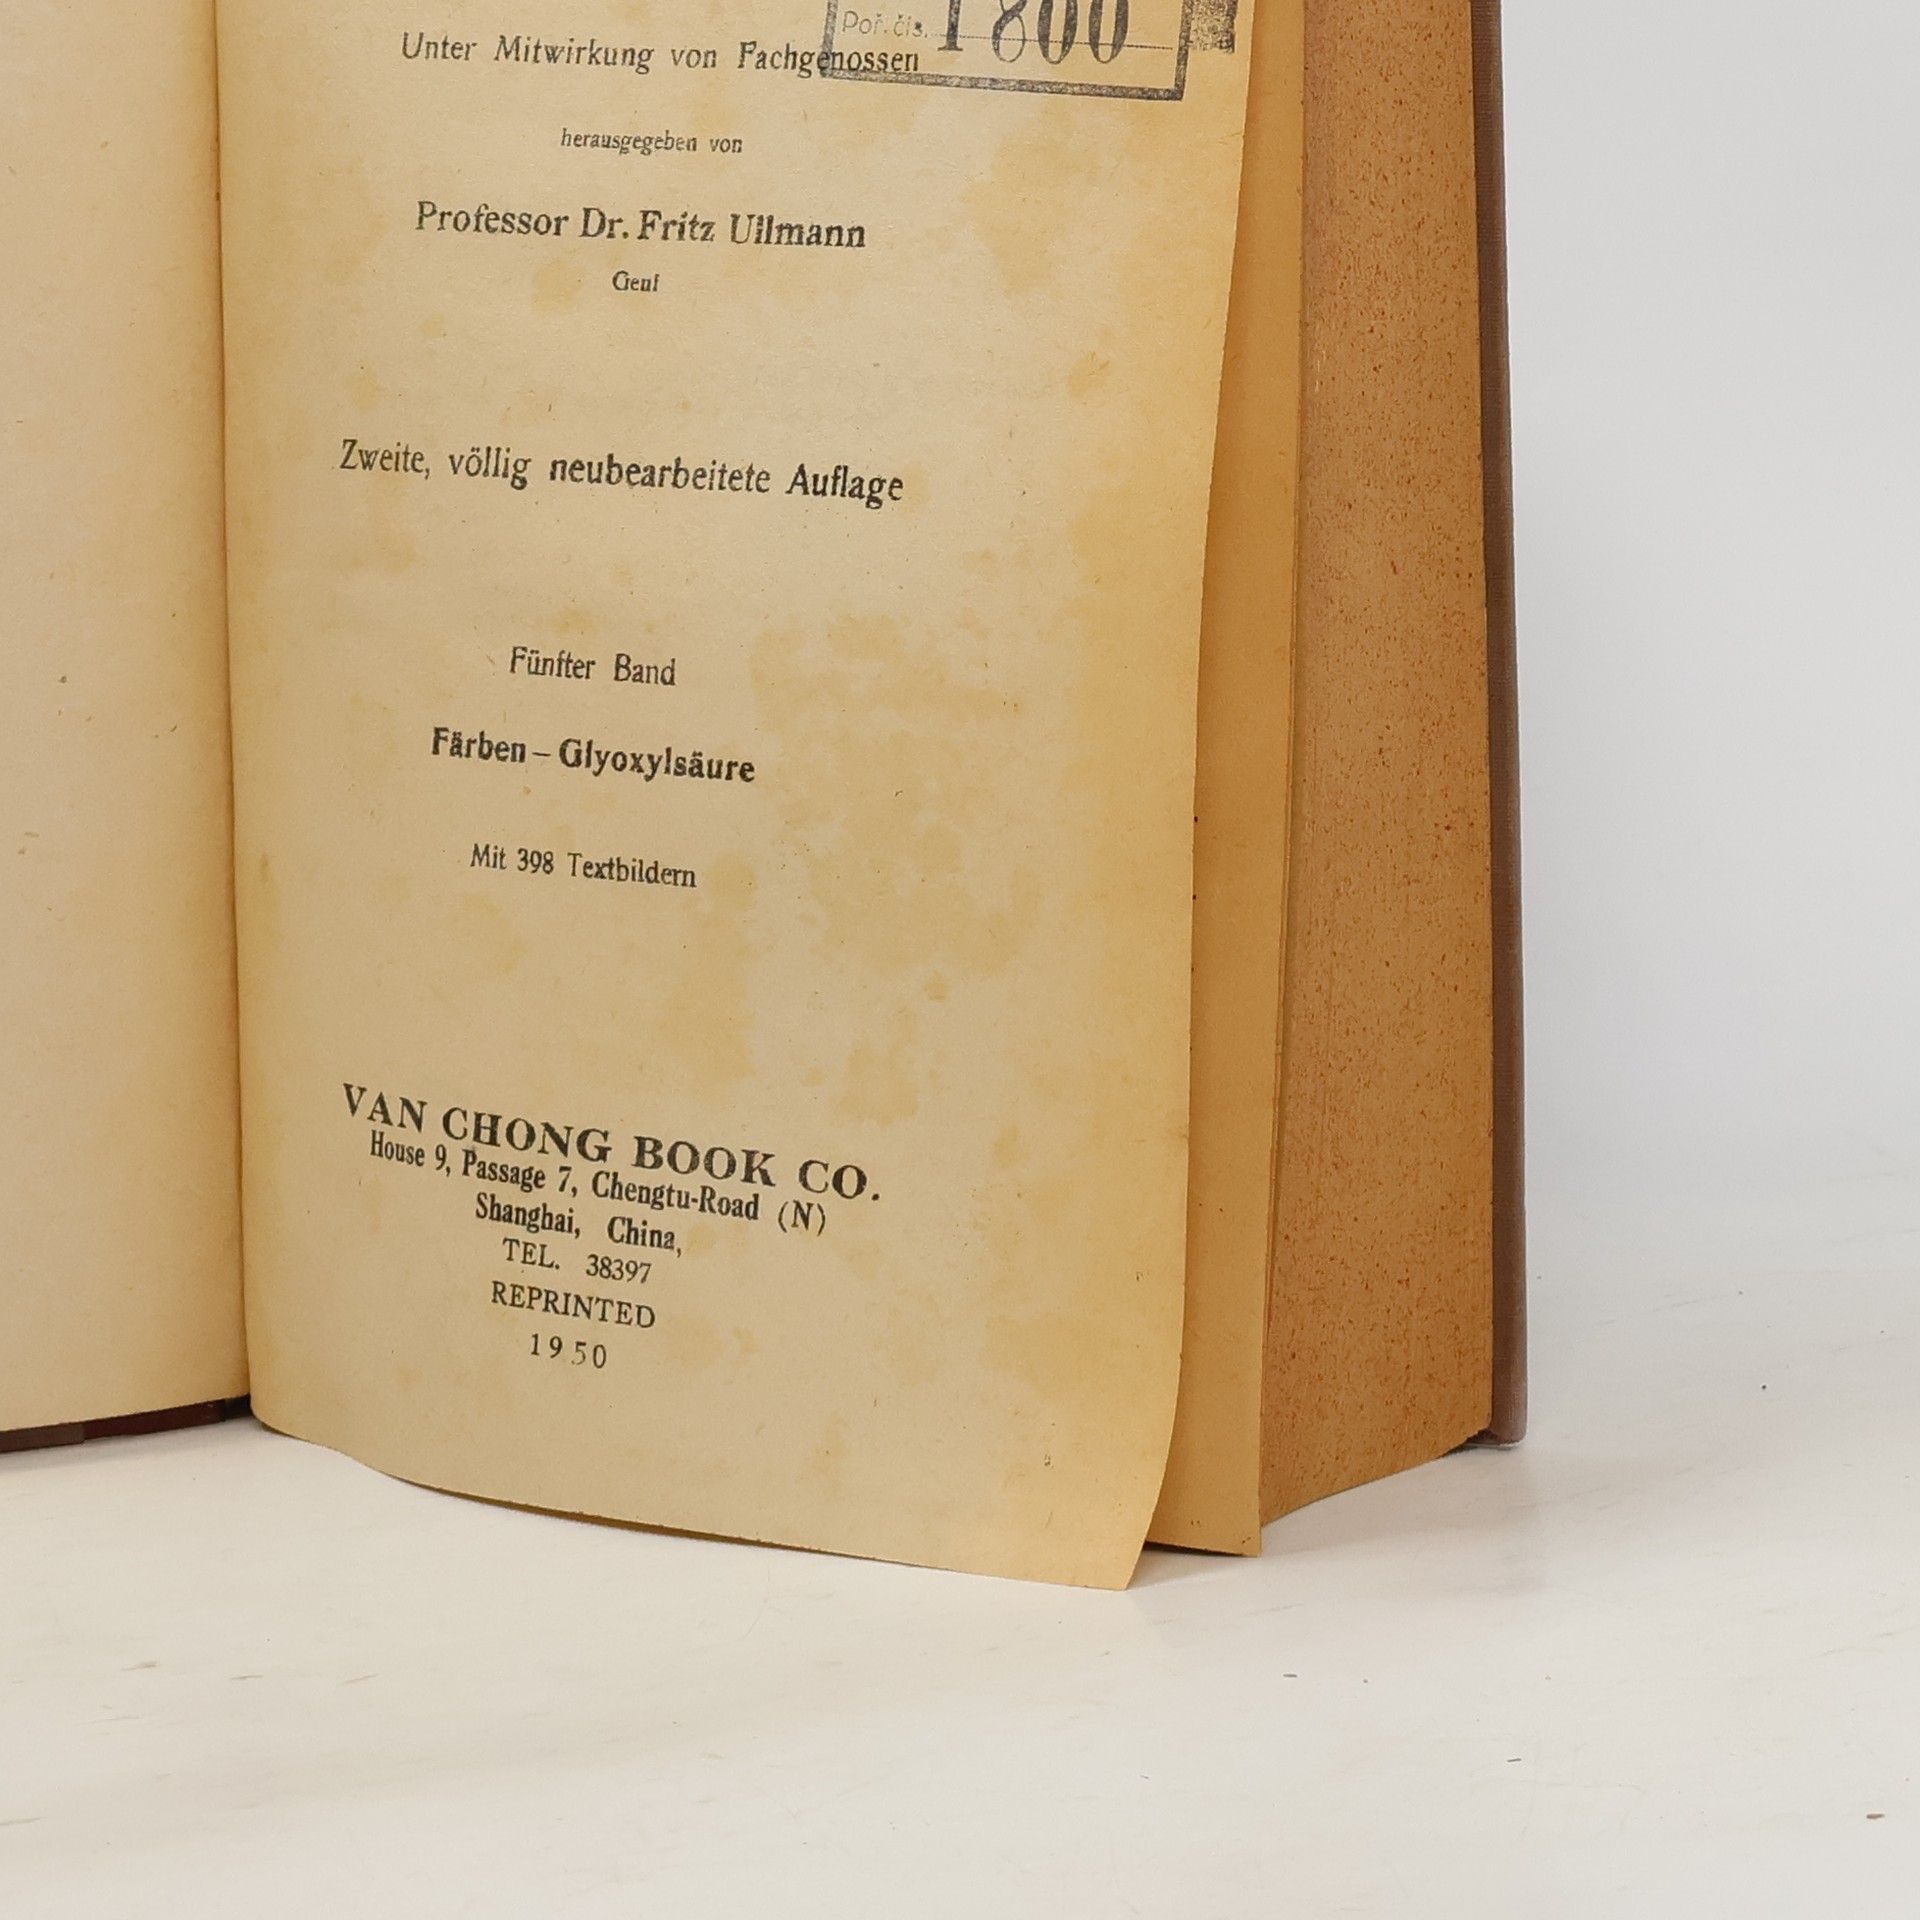 Poř. čís. 1800
Unter Mitwirkung von Fachgenossen
herausgegeben von
Professor Dr. Fritz Ullmann
Genf
Zweite, völlig neubearbeitete Auflage
Fünfter Band
Färben – Glyoxylsäure
Mit 398 Textbildern
VAN CHONG BOOK CO.
House 9, Passage 7, Chengtu-Road (N)
Shanghai, China,
TEL. 38397
REPRINTED
1950